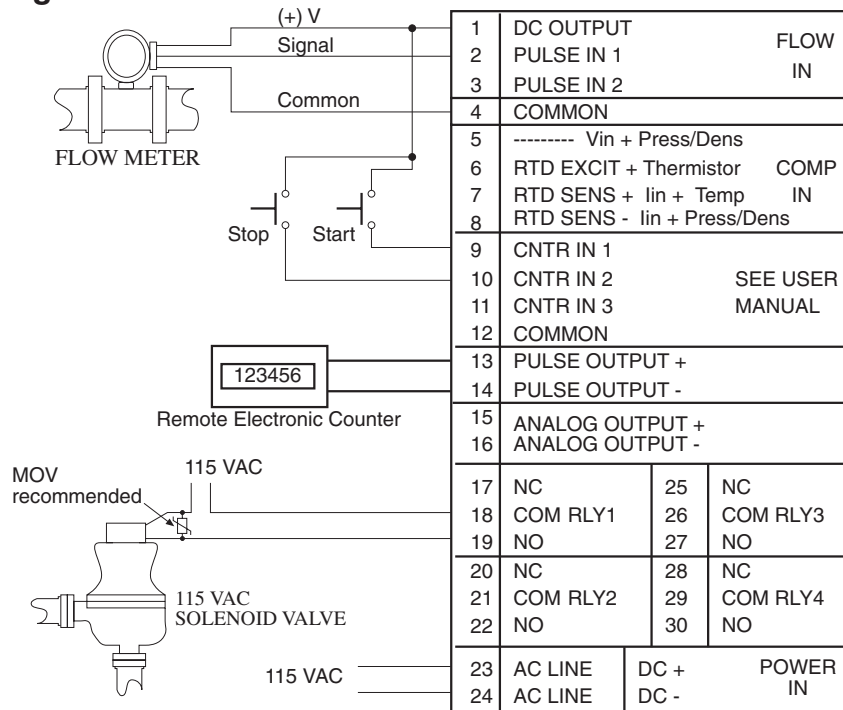 g
(+) V
Signal
Common
FLOW METER
Stop
Start
123456
Remote Electronic Counter
115 VAC
MOV
recommended
115 VAC
SOLENOID VALVE
115 VAC
1 DC OUTPUT
2 PULSE IN 1
3 PULSE IN 2
FLOW
IN
4 COMMON
5 --------- Vin + Press/Dens
6 RTD EXCIT + Thermistor COMP
7 RTD SENS + Iin + Temp IN
8 RTD SENS - Iin + Press/Dens
9 CNTR IN 1
10 CNTR IN 2 SEE USER
11 CNTR IN 3 MANUAL
12 COMMON
13 PULSE OUTPUT +
14 PULSE OUTPUT -
15 ANALOG OUTPUT +
16 ANALOG OUTPUT -
17 NC 25 NC
18 COM RLY1 26 COM RLY3
19 NO 27 NO
20 NC 28 NC
21 COM RLY2 29 COM RLY4
22 NO 30 NO
23 AC LINE DC + POWER
24 AC LINE DC - IN